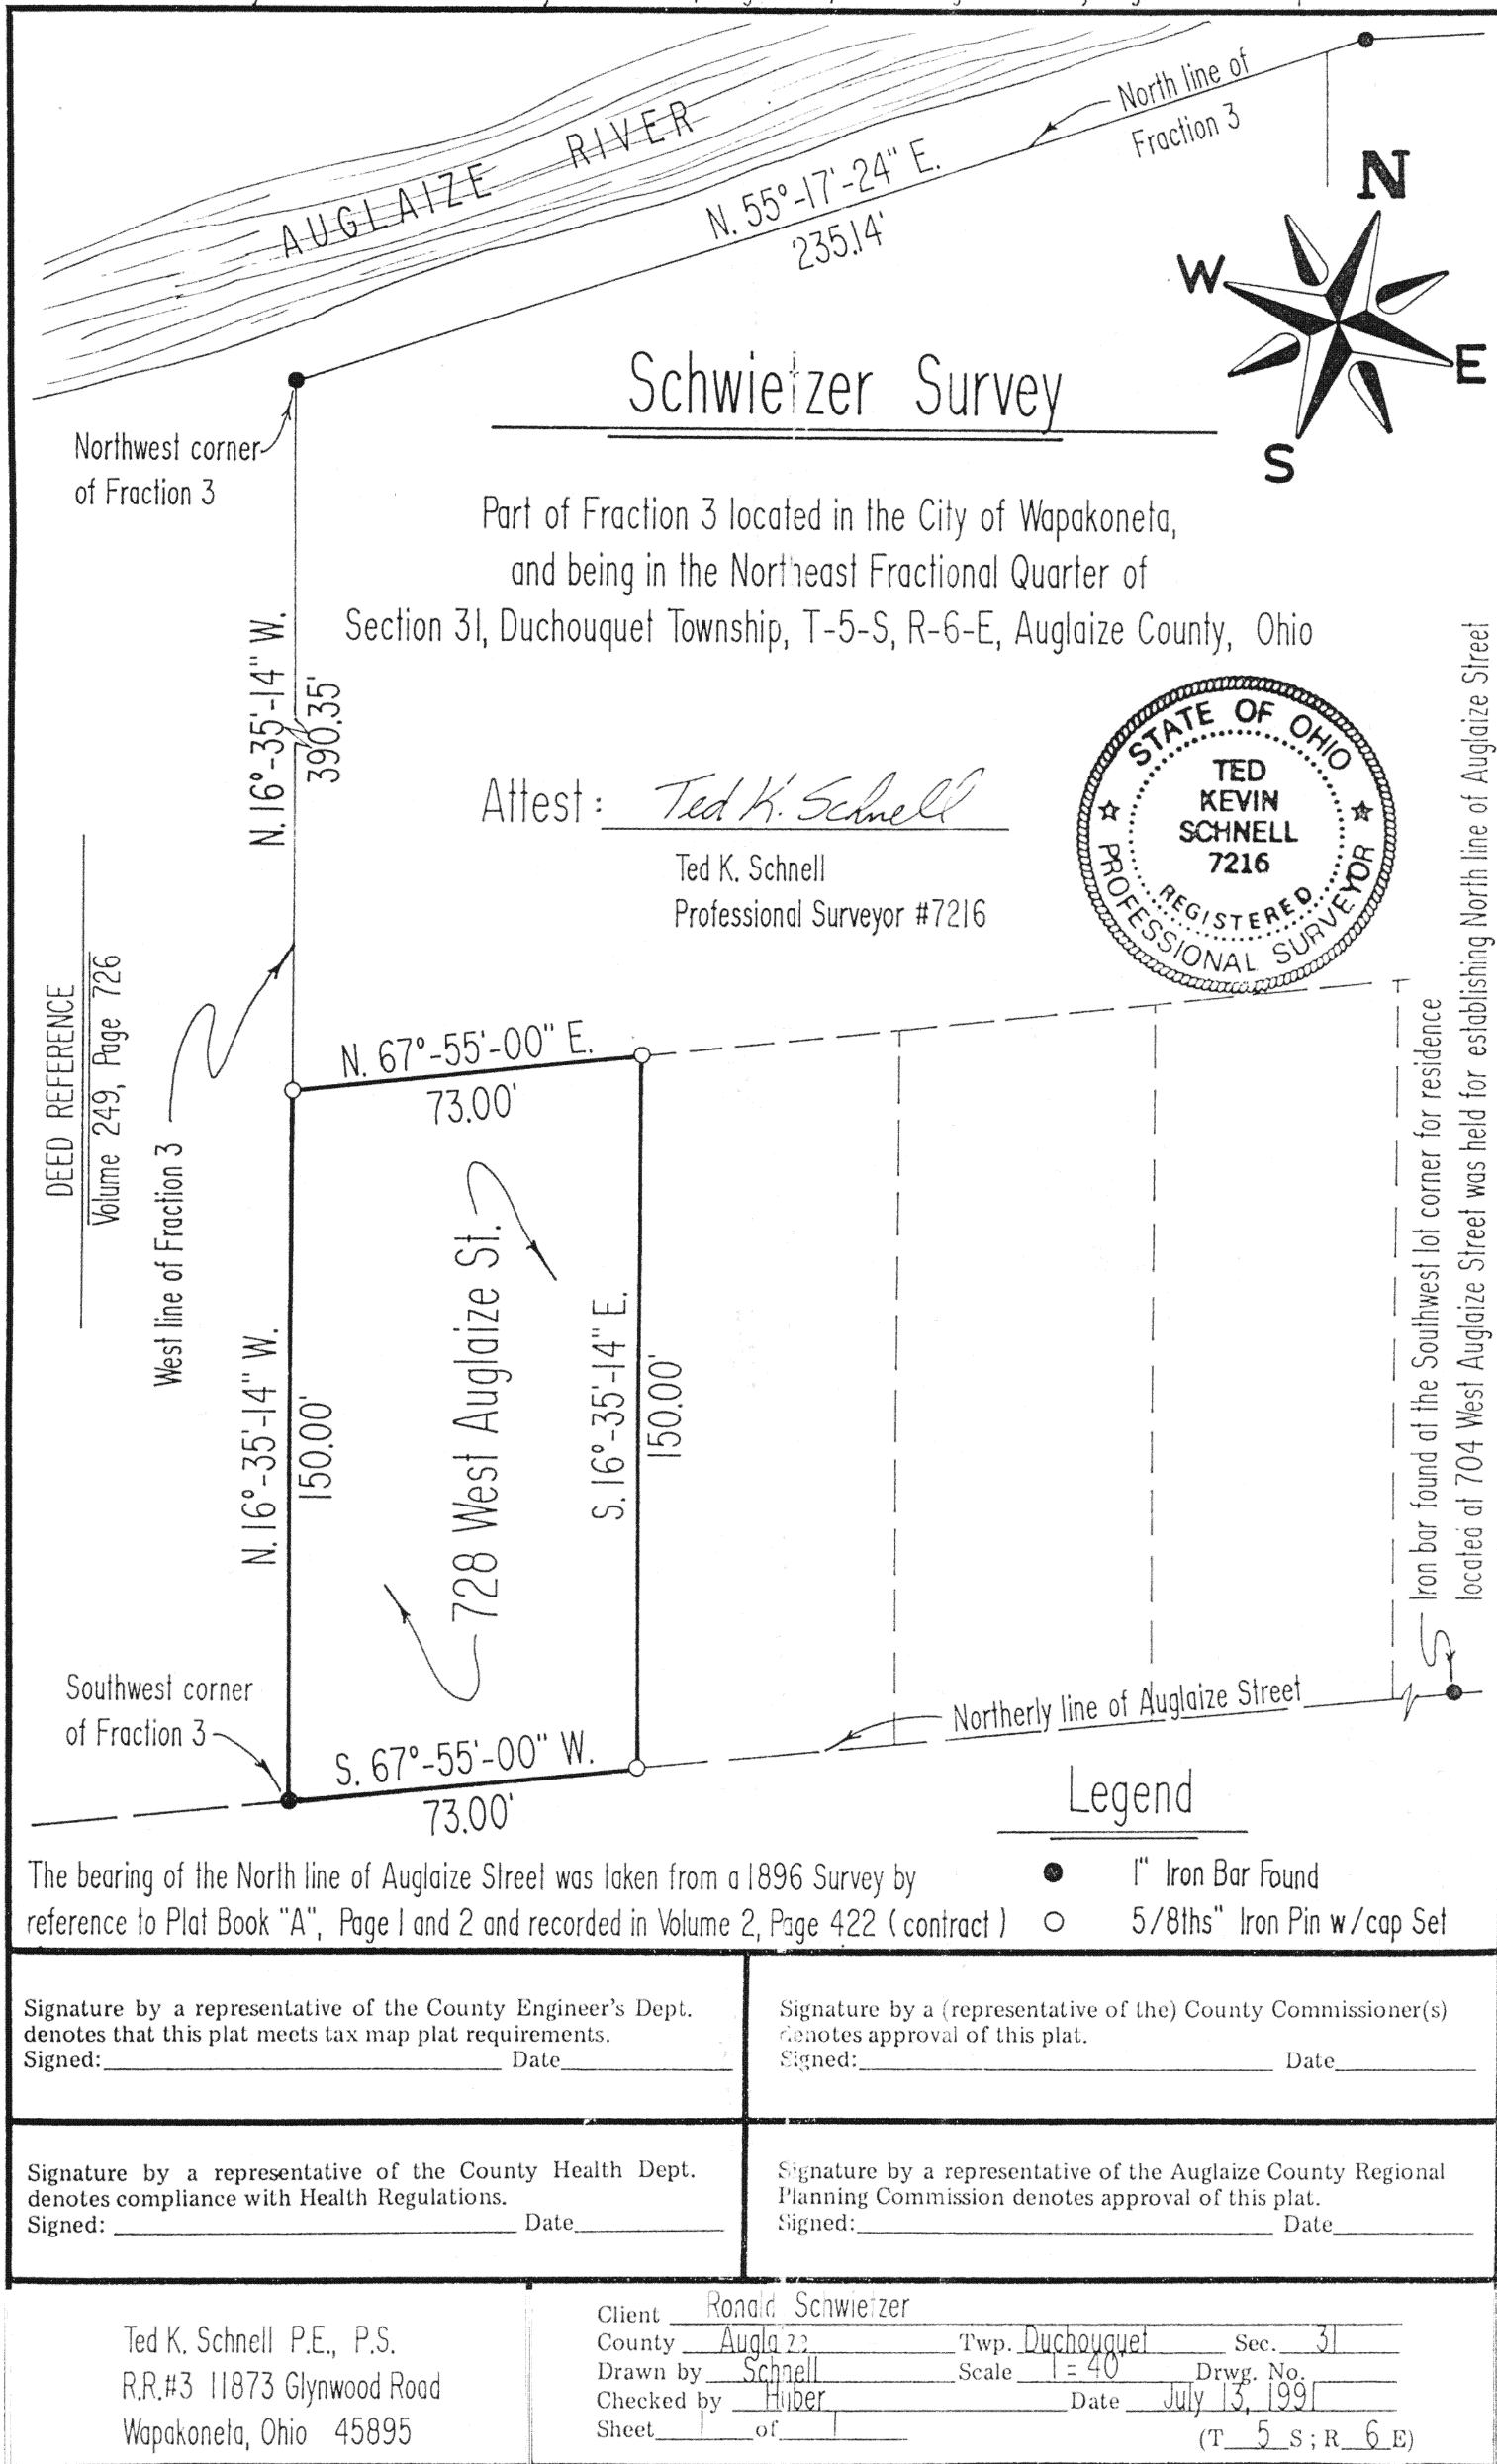 AUGLAIZE RIVER
North line of
Fraction 3
N. 55°-17'-24" E.
235.14'
N
W
E
S
Schwietzer Survey
Northwest corner
of Fraction 3
Part of Fraction 3 located in the City of Wapakoneta,
and being in the Northeast Fractional Quarter of
Section 31, Duchouquet Township, T-5-S, R-6-E, Auglaize County, Ohio
N. 16°-35'-14" W.
390.35'
Attest: Ted K. Schnell
Ted K. Schnell
Professional Surveyor #7216
STATE OF OHIO
TED
KEVIN
SCHNELL
7216
REGISTERED
PROFESSIONAL SURVEYOR
DEED REFERENCE
Volume 249, Page 726
West line of Fraction 3
N. 67°-55'-00" E.
73.00'
N. 16°-35'-14" W.
150.00'
728 West Auglaize St.
S. 16°-35'-14" E.
150.00'
Iron bar found at the Southwest lot corner for residence
located at 704 West Auglaize Street was held for establishing North line of Auglaize Street
Southwest corner
of Fraction 3
S. 67°-55'-00" W.
73.00'
Northerly line of Auglaize Street
Legend
1" Iron Bar Found
5/8ths" Iron Pin w/cap Set
The bearing of the North line of Auglaize Street was taken from a 1896 Survey by
reference to Plat Book "A", Page 1 and 2 and recorded in Volume 2, Page 422 (contract)
Signature by a representative of the County Engineer's Dept.
denotes that this plat meets tax map plat requirements.
Signed: Date
Signature by a (representative of the) County Commissioner(s)
denotes approval of this plat.
Signed: Date
Signature by a representative of the County Health Dept.
denotes compliance with Health Regulations.
Signed: Date
Signature by a representative of the Auglaize County Regional
Planning Commission denotes approval of this plat.
Signed: Date
Ted K. Schnell P.E., P.S.
R.R.#3 11873 Glynwood Road
Wapakoneta, Ohio 45895
Client Ronald Schwietzer
County Twp. Duchouquet Sec. 31
Drawn by Schnell Scale 1"=40' Drwg. No.
Checked by Huber Date July 13, 1991
Sheet 1 of 1 (T 5 S; R 6 E)